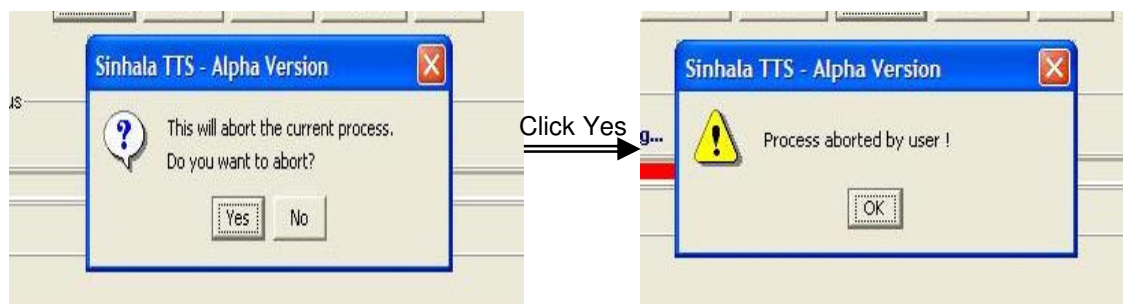 Sinhala TTS - Alpha Version
This will abort the current process.
Do you want to abort?
Yes
No
Click Yes
Sinhala TTS - Alpha Version
Process aborted by user !
OK